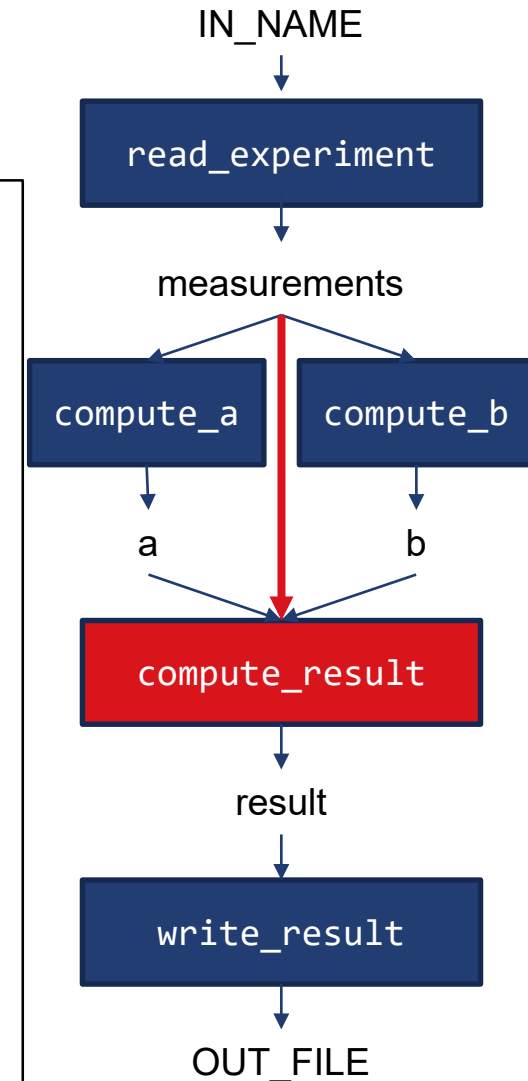 IN_NAME
read_experiment
measurements
compute_a compute_b
a b
compute_result
result
write_result
OUT_FILE